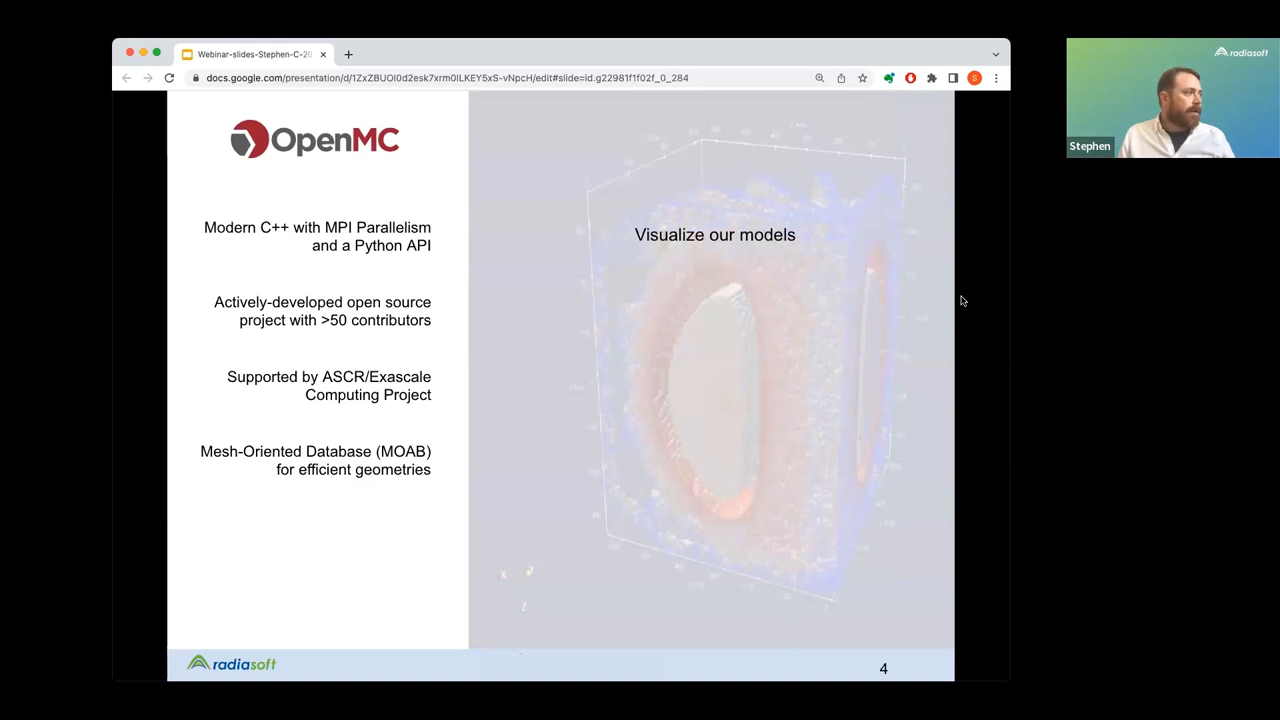 Webinar-slides-Stephen-C-20
docs.google.com/presentation/d/1ZxZBUOl0d2esk7xrm0lLKEY5xS-vNpcH/edit#slide=id.g22981f1f02f_0_284
S
radiasoft
Stephen
OpenMC
Modern C++ with MPI Parallelism
and a Python API
Actively-developed open source
project with >50 contributors
Supported by ASCR/Exascale
Computing Project
Mesh-Oriented Database (MOAB)
for efficient geometries
Visualize our models
X
Z
radiasoft
4